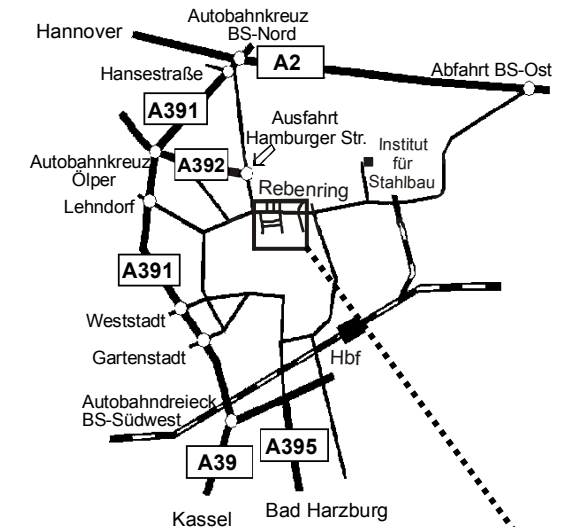 Autobahnkreuz
BS-Nord
Hannover
A2
Hansestraße
Abfahrt BS-Ost
A391
Ausfahrt
Hamburger Str.
Institut
für
Stahlbau
Autobahnkreuz
Ölper
A392
Rebenring
Lehndorf
A391
Weststadt
Gartenstadt
Hbf
Autobahndreieck
BS-Südwest
A39
A395
Kassel
Bad Harzburg